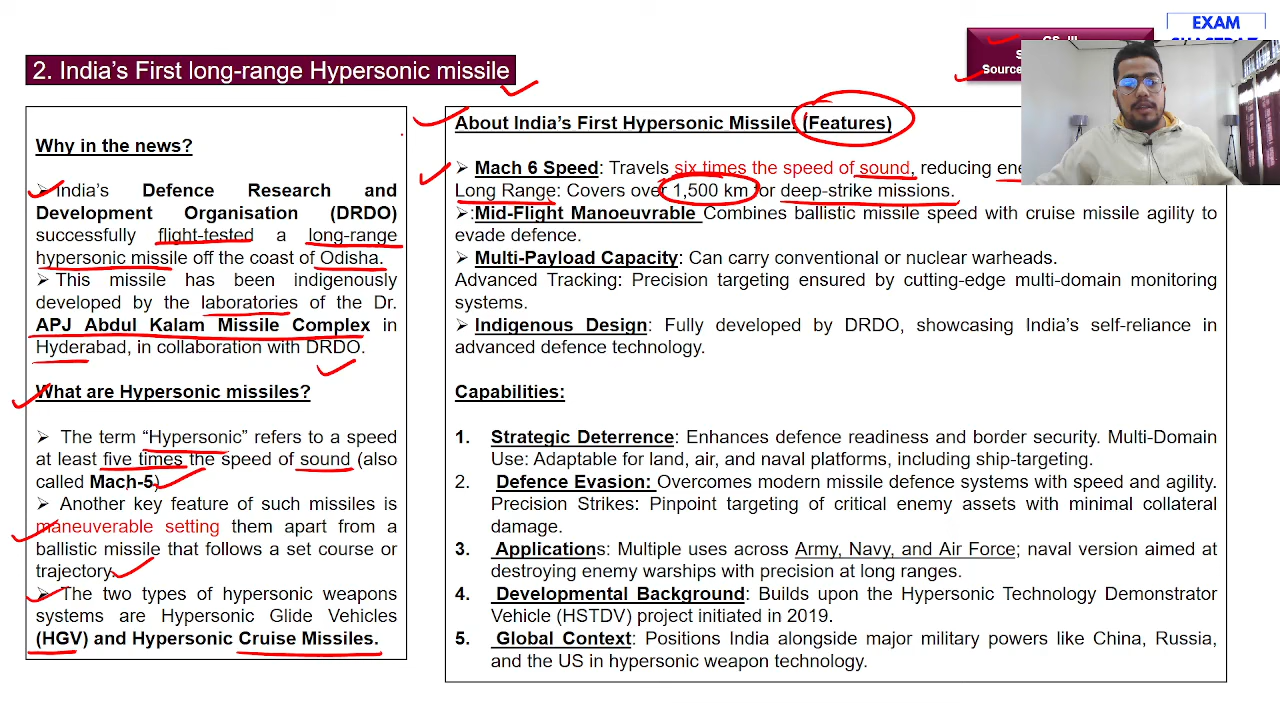 EXAM
2. India's First long-range Hypersonic missile
Source
Why in the news?
➢ India's Defence Research and
Development Organisation (DRDO)
successfully flight-tested a long-range
hypersonic missile off the coast of Odisha.
➢ This missile has been indigenously
developed by the laboratories of the Dr.
APJ Abdul Kalam Missile Complex in
Hyderabad, in collaboration with DRDO.
What are Hypersonic missiles?
➢ The term “Hypersonic” refers to a speed
at least five times the speed of sound (also
called Mach-5)
➢ Another key feature of such missiles is
maneuverable setting them apart from a
ballistic missile that follows a set course or
trajectory.
➢ The two types of hypersonic weapons
systems are Hypersonic Glide Vehicles
(HGV) and Hypersonic Cruise Missiles.
About India's First Hypersonic Missile. (Features)
➢ Mach 6 Speed: Travels six times the speed of sound, reducing
Long Range: Covers over 1,500 km for deep-strike missions.
➢ :Mid-Flight Manoeuvrable Combines ballistic missile speed with cruise missile agility to
evade defence.
➢ Multi-Payload Capacity: Can carry conventional or nuclear warheads.
Advanced Tracking: Precision targeting ensured by cutting-edge multi-domain monitoring
systems.
➢ Indigenous Design: Fully developed by DRDO, showcasing India's self-reliance in
advanced defence technology.
Capabilities:
1. Strategic Deterrence: Enhances defence readiness and border security. Multi-Domain
Use: Adaptable for land, air, and naval platforms, including ship-targeting.
2. Defence Evasion: Overcomes modern missile defence systems with speed and agility.
Precision Strikes: Pinpoint targeting of critical enemy assets with minimal collateral
damage.
3. Applications: Multiple uses across Army, Navy, and Air Force; naval version aimed at
destroying enemy warships with precision at long ranges.
4. Developmental Background: Builds upon the Hypersonic Technology Demonstrator
Vehicle (HSTDV) project initiated in 2019.
5. Global Context: Positions India alongside major military powers like China, Russia,
and the US in hypersonic weapon technology.